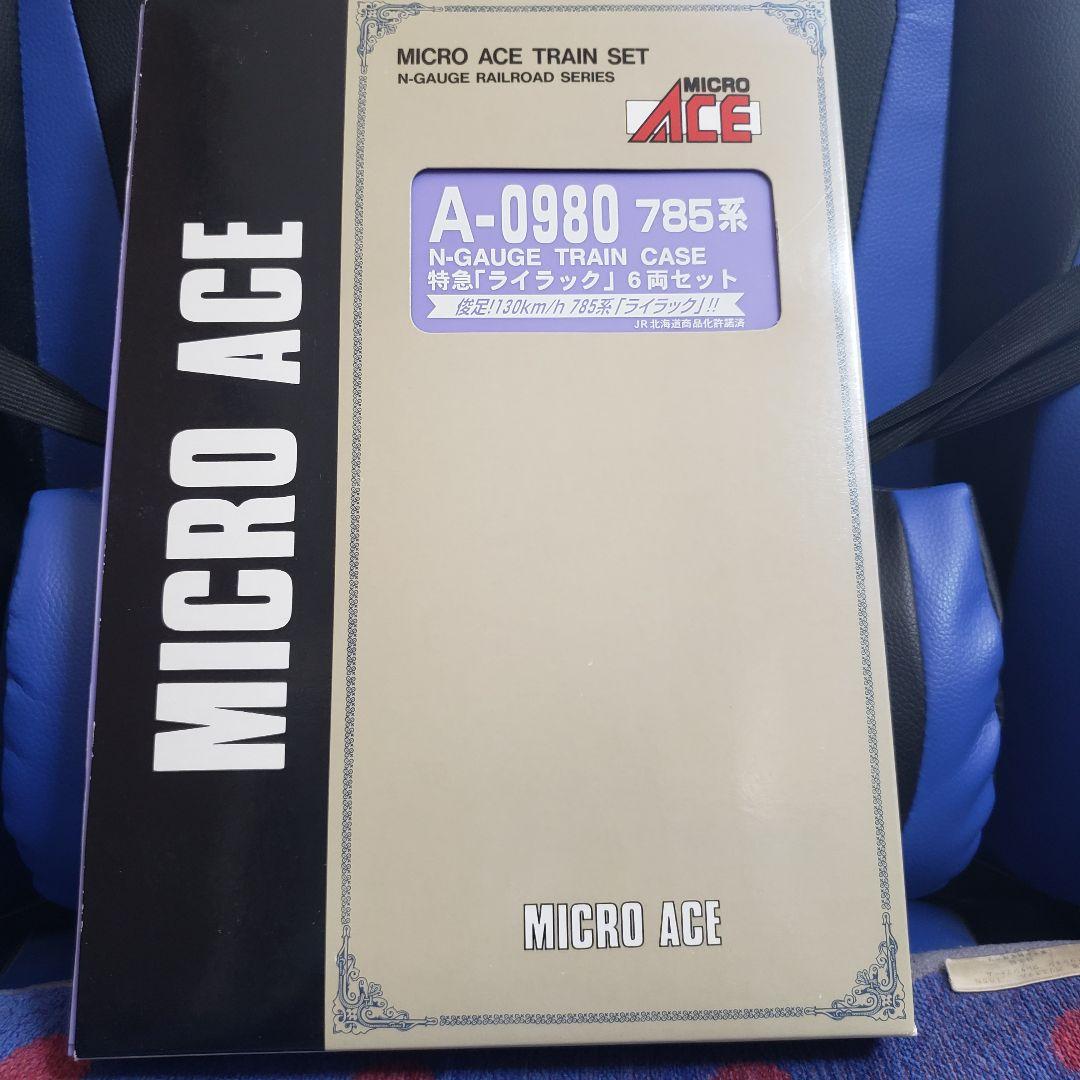 MICRO ACE TRAIN SET
N-GAUGE RAILROAD SERIES
MICRO
ACE
A-0980 785系
N-GAUGE TRAIN CASE
特急「ライラック」6両セット
俊足!130km/h 785系「ライラック」!!
JR北海道商品化許諾済
MICRO ACE
MICRO ACE